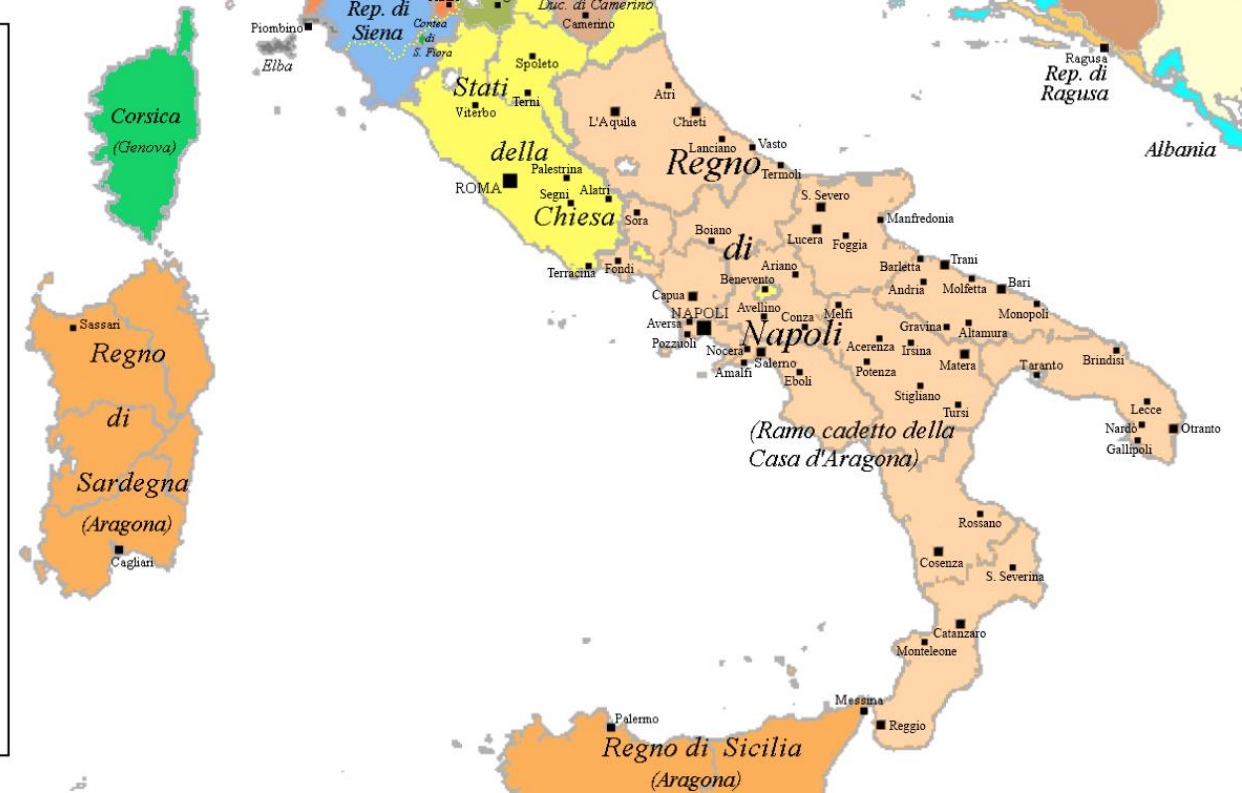 Rep. di
Siena
Duc. di Camerino
Camerino
Piombino
Elba
Contea
di
S. Fiora
Spoleto
Stati
Terni
Viterbo
della
Palestrina
ROMA
Segni
Alatri
Chiesa
Terracina
Corsica
(Genova)
Ragusa
Rep. di
Ragusa
Albania
Atri
L'Aquila
Chieti
Lanciano
Vasto
Regno
Termoli
Sora
Fondi
Boiano
di
S. Severo
Manfredonia
Lucera
Foggia
Ariano
Benevento
Barletta
Trani
Andria
Molfetta
Bari
Monopoli
Capua
NAPOLI
Avellino
Conza
Melfi
Aversa
Pozzuoli
Napoli
Gravina
Altamura
Nocera
Salerno
Amalfi
Eboli
Acerenza
Irsina
Potenza
Matera
Taranto
Brindisi
Stigliano
Tursi
Lecce
Nardò
Otranto
Gallipoli
(Ramo cadetto della
Casa d'Aragona)
Sassari
Regno
di
Sardegna
(Aragona)
Cagliari
Rossano
Cosenza
S. Severina
Catanzaro
Monteleone
Messina
Reggio
Palermo
Regno di Sicilia
(Aragona)